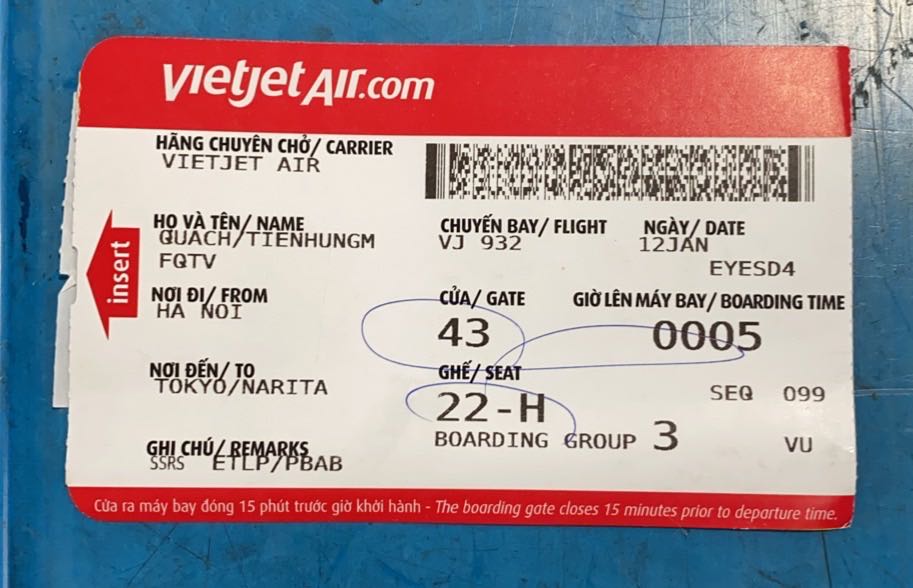 vietjetAir.com
HÃNG CHUYÊN CHỞ/ CARRIER
VIETJET AIR
HỌ VÀ TÊN/ NAME
QUACH/TIENHUNGM
FQTV
CHUYẾN BAY/ FLIGHT
VJ 932
NGÀY/ DATE
12JAN
EYESD4
insert
NƠI ĐI/ FROM
HA NOI
CỬA/ GATE
43
GIỜ LÊN MÁY BAY/ BOARDING TIME
0005
NƠI ĐẾN/ TO
TOKYO/NARITA
GHẾ/ SEAT
22-H
SEQ 099
BOARDING GROUP 3
VU
GHI CHÚ/ REMARKS
SSRS ETLP/PBAB
Cửa ra máy bay đóng 15 phút trước giờ khởi hành - The boarding gate closes 15 minutes prior to departure time.